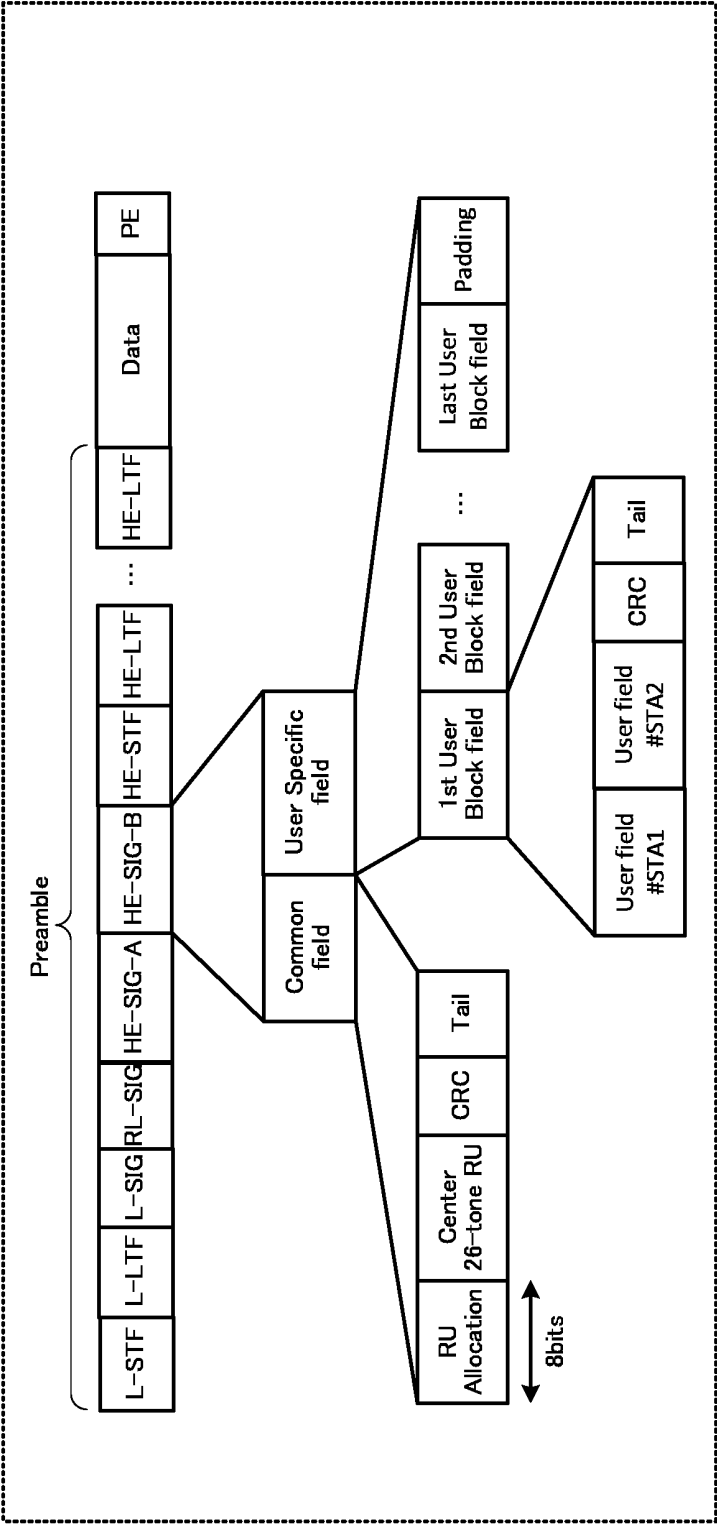 Preamble
L-STF
L-LTF
L-SIG
RL-SIG
HE-SIG-A
HE-SIG-B
HE-STF
HE-LTF
...
HE-LTF
Data
PE
Common
field
User Specific
field
RU
Allocation
Center
26-tone RU
CRC
Tail
1st User
Block field
2nd User
Block field
...
Last User
Block field
Padding
8bits
User field
#STA1
User field
#STA2
CRC
Tail